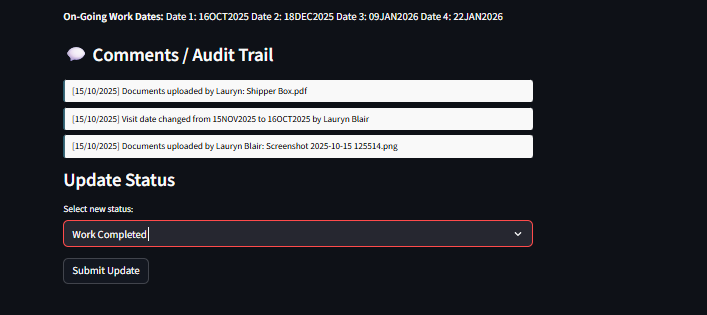 On-Going Work Dates: Date 1: 16OCT2025 Date 2: 18DEC2025 Date 3: 09JAN2026 Date 4: 22JAN2026
Comments / Audit Trail
[15/10/2025] Documents uploaded by Lauryn: Shipper Box.pdf
[15/10/2025] Visit date changed from 15NOV2025 to 16OCT2025 by Lauryn Blair
[15/10/2025] Documents uploaded by Lauryn Blair: Screenshot 2025-10-15 125514.png
Update Status
Select new status:
Work Completed
Submit Update